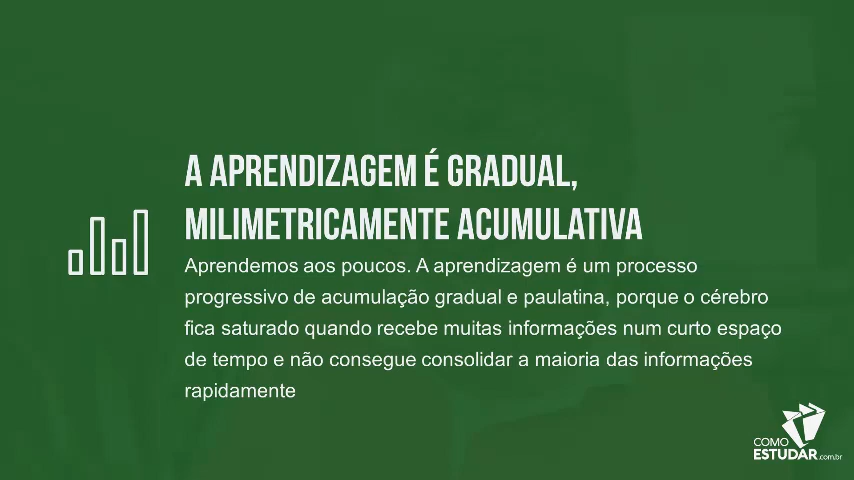 A APRENDIZAGEM É GRADUAL,
MILIMETRICAMENTE ACUMULATIVA
Aprendemos aos poucos. A aprendizagem é um processo
progressivo de acumulação gradual e paulatina, porque o cérebro
fica saturado quando recebe muitas informações num curto espaço
de tempo e não consegue consolidar a maioria das informações
rapidamente
COMO
ESTUDAR.com.br